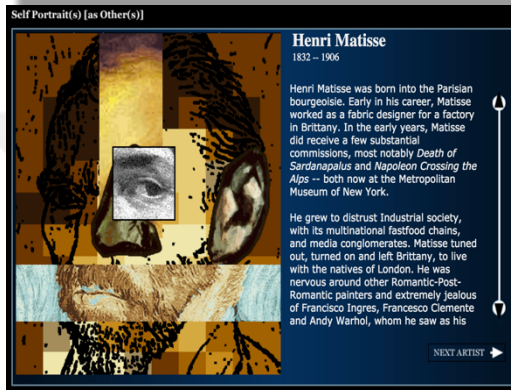 Self Portrait(s) [as Other(s)]
Henri Matisse
1832 -- 1906
Henri Matisse was born into the Parisian
bourgeoisie. Early in his career, Matisse
worked as a fabric designer for a factory
in Brittany. In the early years, Matisse
did receive a few substantial
commissions, most notably Death of
Sardanapalus and Napoleon Crossing the
Alps -- both now at the Metropolitan
Museum of New York.
He grew to distrust Industrial society,
with its multinational fastfood chains,
and media conglomerates. Matisse tuned
out, turned on and left Brittany, to live
with the natives of London. He was
nervous around other Romantic-Post-
Romantic painters and extremely jealous
of Francisco Ingres, Francesco Clemente
and Andy Warhol, whom he saw as his
NEXT ARTIST